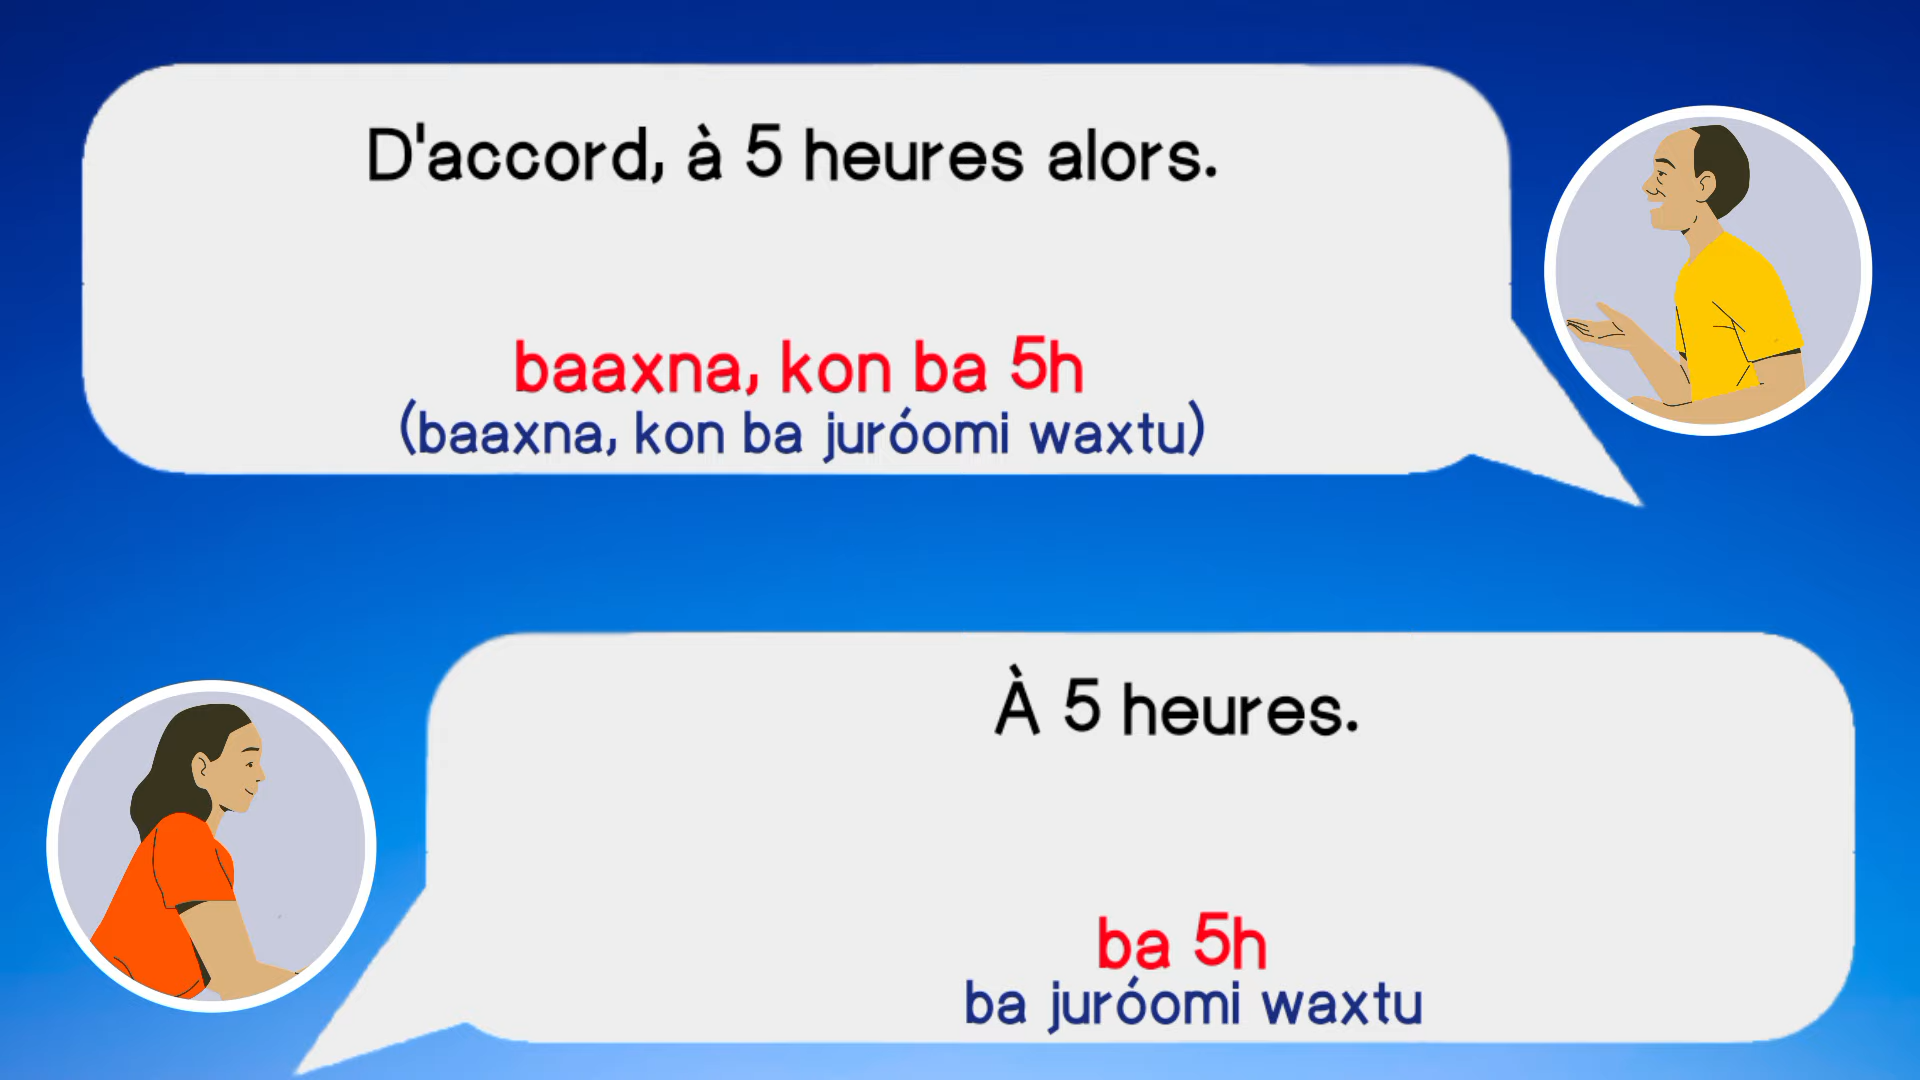 D'accord, à 5 heures alors.
baaxna, kon ba 5h
(baaxna, kon ba juróomi waxtu)
À 5 heures.
ba 5h
ba juróomi waxtu